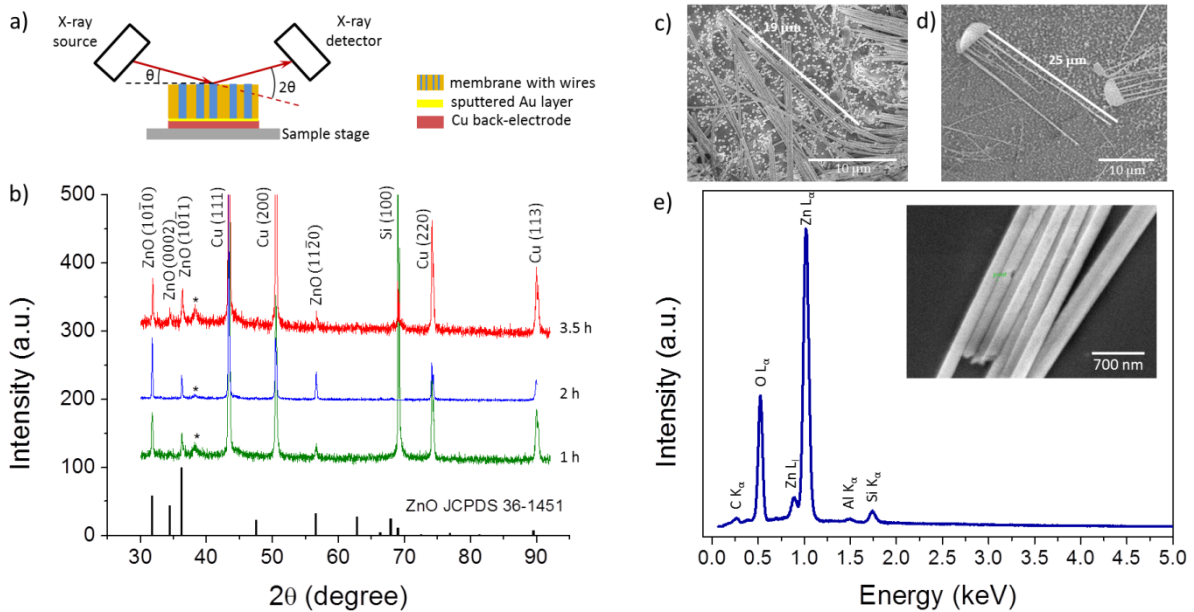 a)
X-ray
source
X-ray
detector
θ
2θ
membrane with wires
sputtered Au layer
Cu back-electrode
Sample stage
b)
500
400
300
200
100
0
Intensity (a.u.)
ZnO (101̅0)
ZnO (0002)
ZnO (101̅1)
Cu (111)
Cu (200)
ZnO (112̅0)
Si (100)
Cu (220)
Cu (113)
*
3.5 h
*
2 h
*
1 h
ZnO JCPDS 36-1451
30 40 50 60 70 80 90
2θ (degree)
c)
19 µm
10 µm
d)
25 µm
10 µm
e)
Intensity (a.u.)
C Kα
O Lα
Zn Ll
Zn Lα
Al Kα
Si Kα
700 nm
0.0 0.5 1.0 1.5 2.0 2.5 3.0 3.5 4.0 4.5 5.0
Energy (keV)